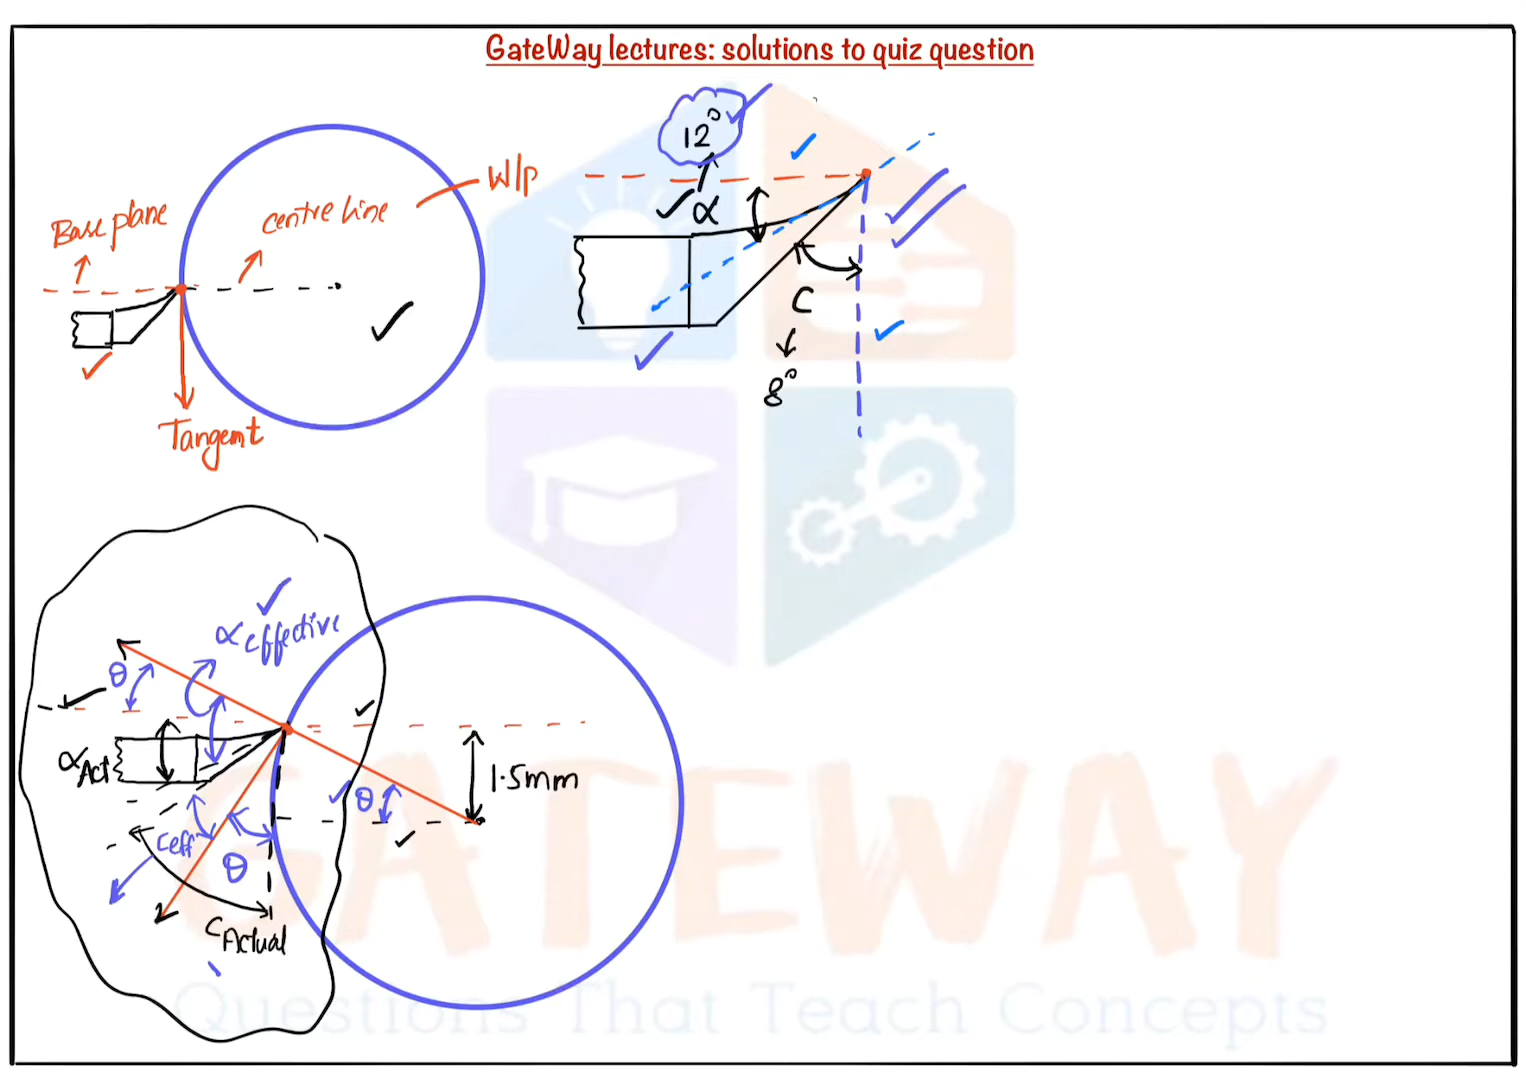 GateWay lectures: solutions to quiz question
12°
W/P
Base plane
centre line
α
C
8°
Tangent
α effective
θ
α Act
1.5mm
θ
C eff
θ
C Actual
GATEWAY
Questions That Teach Concepts